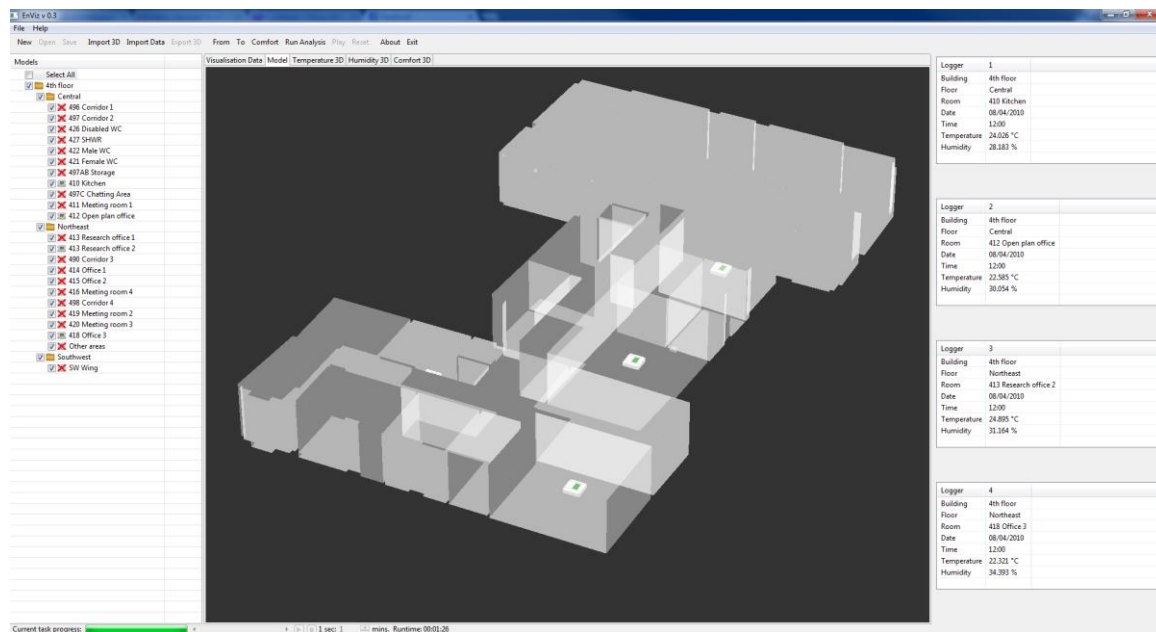 EnViz v 0.3
File Help
New Open Save Import 3D Import Data Export 3D From To Comfort Run Analysis Play Reset About Exit
Models
Select All
4th floor
Central
496 Corridor 1
497 Corridor 2
426 Disabled WC
427 SHWR
422 Male WC
421 Female WC
497AB Storage
410 Kitchen
497C Chatting Area
411 Meeting room 1
412 Open plan office
Northeast
413 Research office 1
413 Research office 2
490 Corridor 3
414 Office 1
415 Office 2
416 Meeting room 4
498 Corridor 4
419 Meeting room 2
420 Meeting room 3
418 Office 3
Other areas
Southwest
SW Wing
Visualisation Data Model Temperature 3D Humidity 3D Comfort 3D
Logger 1
Building 4th floor
Floor Central
Room 410 Kitchen
Date 08/04/2010
Time 12:00
Temperature 24.026 °C
Humidity 28.183 %
Logger 2
Building 4th floor
Floor Central
Room 412 Open plan office
Date 08/04/2010
Time 12:00
Temperature 22.585 °C
Humidity 30.054 %
Logger 3
Building 4th floor
Floor Northeast
Room 413 Research office 2
Date 08/04/2010
Time 12:00
Temperature 24.895 °C
Humidity 31.164 %
Logger 4
Building 4th floor
Floor Northeast
Room 418 Office 3
Date 08/04/2010
Time 12:00
Temperature 22.321 °C
Humidity 34.393 %
Current task progress: 1 sec: 1 mins. Runtime: 00:01:26